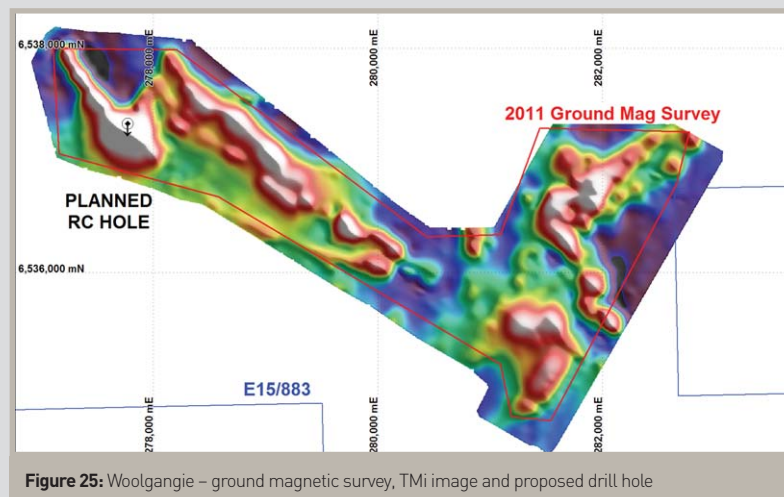 6,538,000 mN
278,000 mE
280,000 mE
282,000 mE
2011 Ground Mag Survey
PLANNED
RC HOLE
6,536,000 mN
E15/883
278,000 mE
280,000 mE
282,000 mE
Figure 25: Woolgangie – ground magnetic survey, TMi image and proposed drill hole